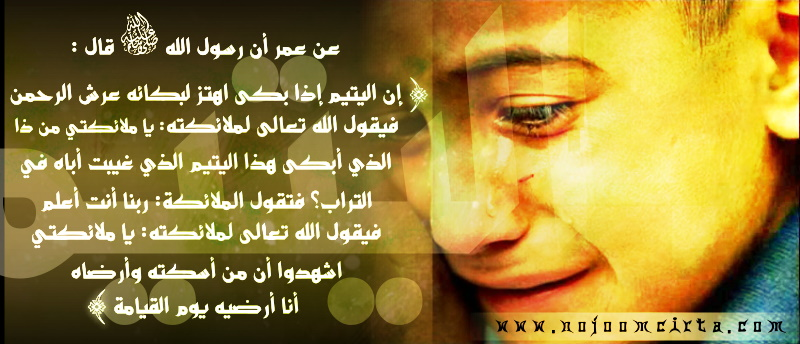 عن عمر أن رسول الله ﷺ قال :
إن اليتيم إذا بكى اهتز لبكائه عرش الرحمن
فيقول الله تعالى لملائكته: يا ملائكتي من ذا
الذي أبكى هذا اليتيم الذي غيبت أباه في
التراب؟ فتقول الملائكة: ربنا أنت أعلم
فيقول الله تعالى لملائكته: يا ملائكتي
اشهدوا أن من أسكته وأرضاه
أنا أرضيه يوم القيامة
www.nojoomcirta.com